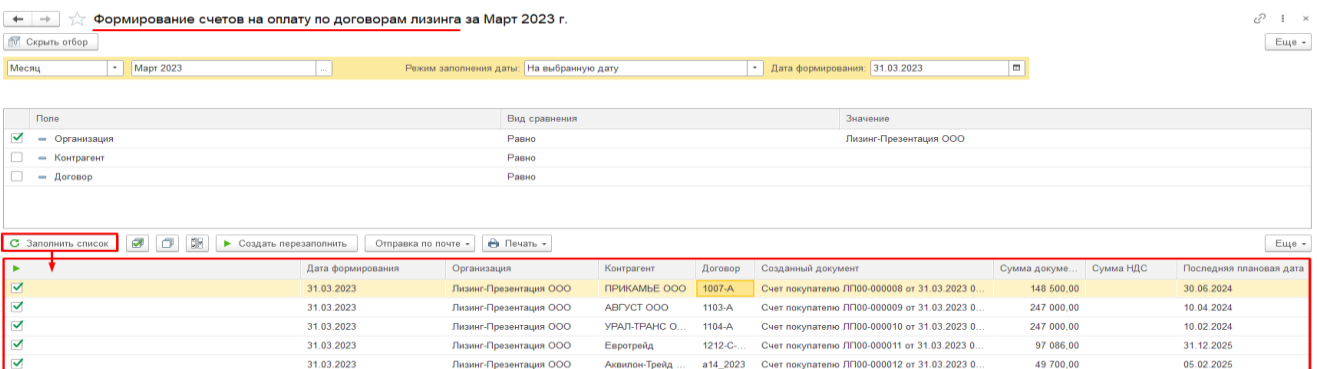 Формирование счетов на оплату по договорам лизинга за Март 2023 г.
Скрыть отбор Еще
Месяц Март 2023 ... Режим заполнения даты: На выбранную дату Дата формирования: 31.03.2023
Поле Вид сравнения Значение
Организация Равно Лизинг-Презентация ООО
Контрагент Равно
Договор Равно
Заполнить список Создать перезаполнить Отправка по почте Печать Еще
Дата формирования Организация Контрагент Договор Созданный документ Сумма докуме... Сумма НДС Последняя плановая дата
31.03.2023 Лизинг-Презентация ООО ПРИКАМЬЕ ООО 1007-А Счет покупателю ЛП00-000008 от 31.03.2023 0... 148 500,00 30.06.2024
31.03.2023 Лизинг-Презентация ООО АВГУСТ ООО 1103-А Счет покупателю ЛП00-000009 от 31.03.2023 0... 247 000,00 10.04.2024
31.03.2023 Лизинг-Презентация ООО УРАЛ-ТРАНС О... 1104-А Счет покупателю ЛП00-000010 от 31.03.2023 0... 247 000,00 10.02.2024
31.03.2023 Лизинг-Презентация ООО Евротрейд 1212-С-... Счет покупателю ЛП00-000011 от 31.03.2023 0... 97 086,00 31.12.2025
31.03.2023 Лизинг-Презентация ООО Аквилон-Трейд ... а14_2023 Счет покупателю ЛП00-000012 от 31.03.2023 0... 49 700,00 05.02.2025